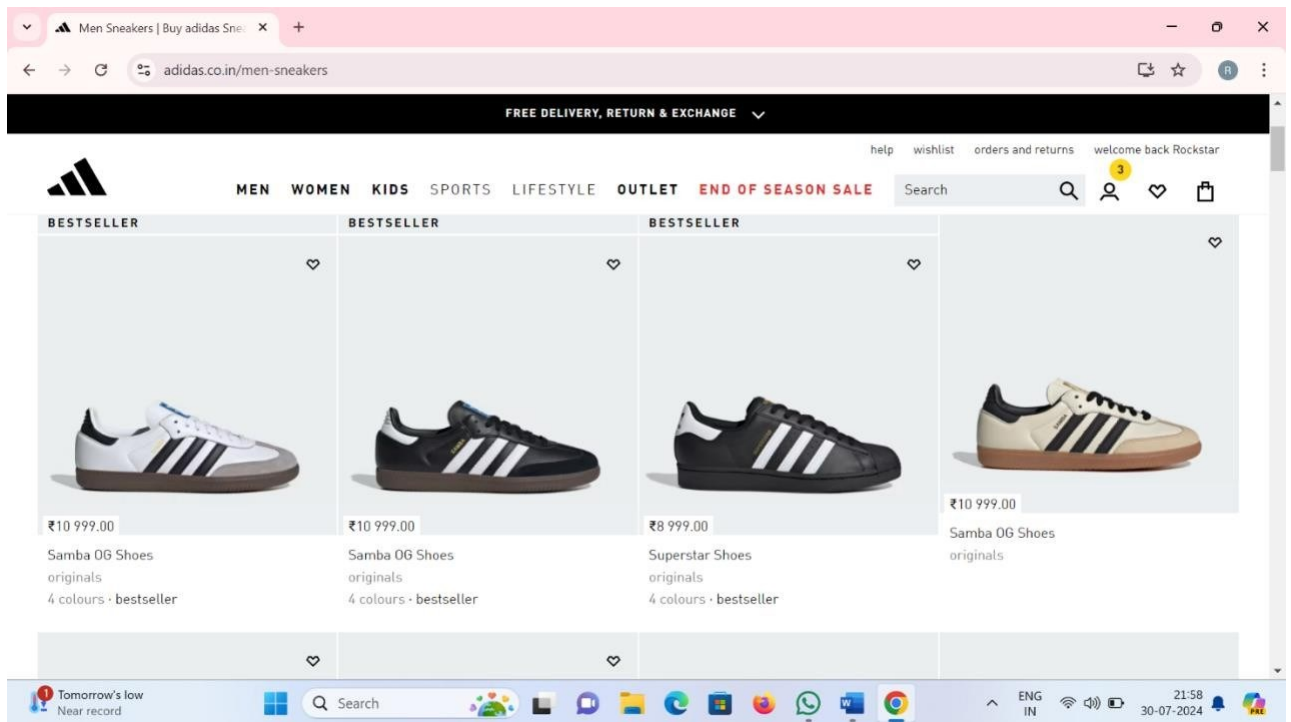 Men Sneakers | Buy adidas Sne
adidas.co.in/men-sneakers
R
FREE DELIVERY, RETURN & EXCHANGE
help wishlist orders and returns welcome back Rockstar
3
MEN WOMEN KIDS SPORTS LIFESTYLE OUTLET END OF SEASON SALE Search
BESTSELLER BESTSELLER BESTSELLER
SAMBA
₹10 999.00 ₹10 999.00 ₹8 999.00 ₹10 999.00
Samba OG Shoes Samba OG Shoes Superstar Shoes Samba OG Shoes
originals originals originals originals
4 colours · bestseller 4 colours · bestseller 4 colours · bestseller
1
Tomorrow's low
Near record
Search
W
PRE
ENG
IN
21:58
30-07-2024